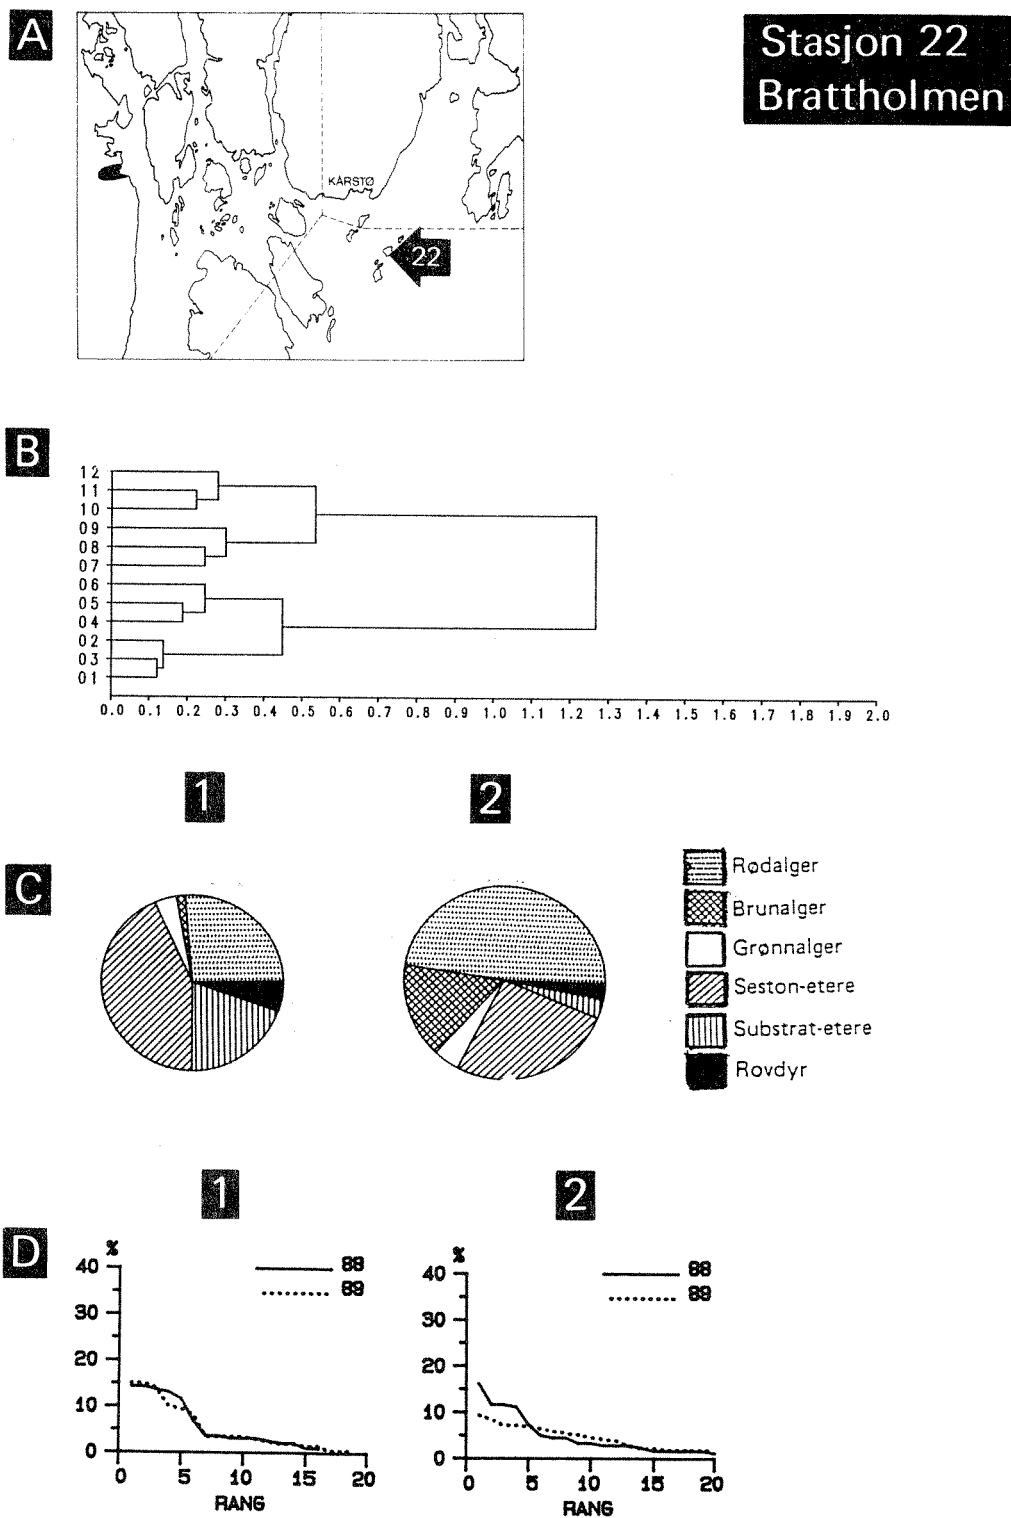 A
Stasjon 22
Brattholmen
KÅRSTØ
22
B
12
11
10
09
08
07
06
05
04
02
03
01
0.0 0.1 0.2 0.3 0.4 0.5 0.6 0.7 0.8 0.9 1.0 1.1 1.2 1.3 1.4 1.5 1.6 1.7 1.8 1.9 2.0
1 2
C
Rødalger
Brunalger
Grønnalger
Seston-etere
Substrat-etere
Rovdyr
1 2
D
%
40
30
20
10
0
88
89
0 5 10 15 20
RANG
%
40
30
20
10
0
88
89
0 5 10 15 20
RANG